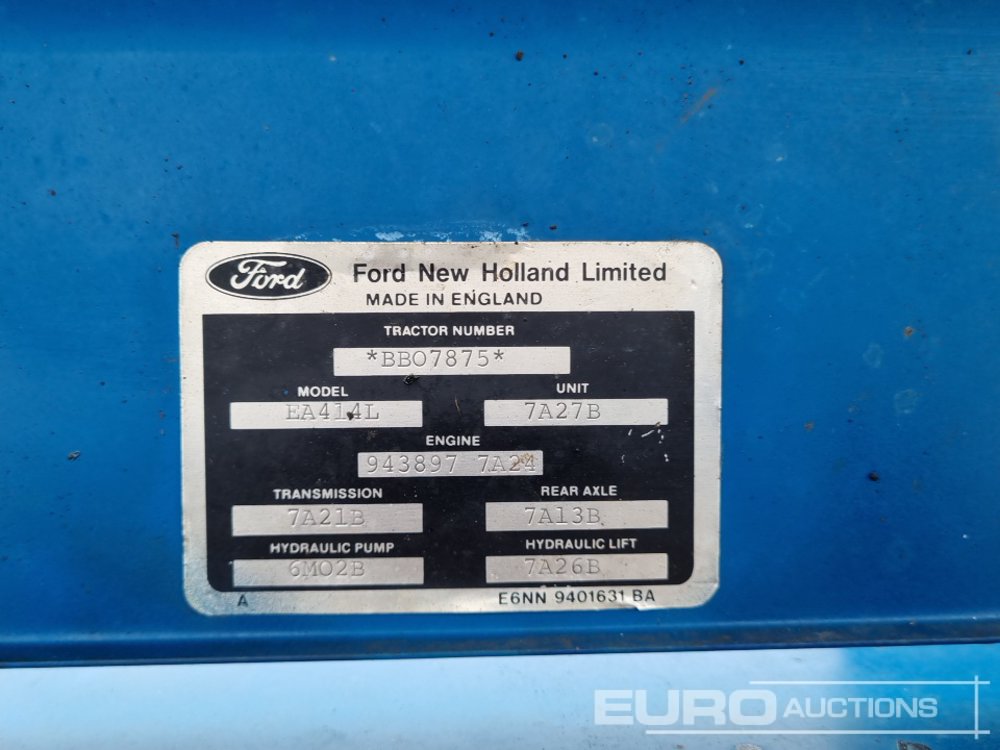 Ford Ford New Holland Limited
MADE IN ENGLAND
TRACTOR NUMBER
*BB07875*
MODEL UNIT
EA414L 7A27B
ENGINE
943897 7A24
TRANSMISSION REAR AXLE
7A21B 7A13B
HYDRAULIC PUMP HYDRAULIC LIFT
6M02B 7A26B
A E6NN 9401631 BA
EURO AUCTIONS